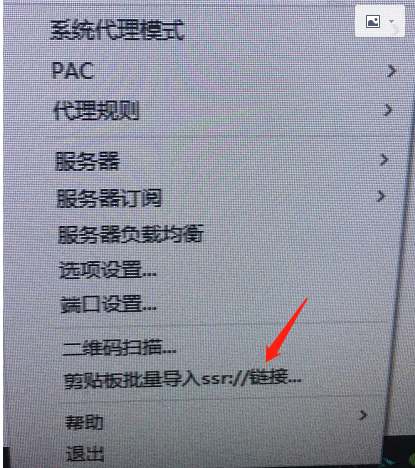 系统代理模式
PAC
代理规则
服务器
服务器订阅
服务器负载均衡
选项设置...
端口设置...
二维码扫描...
剪贴板批量导入ssr://链接...
帮助
退出